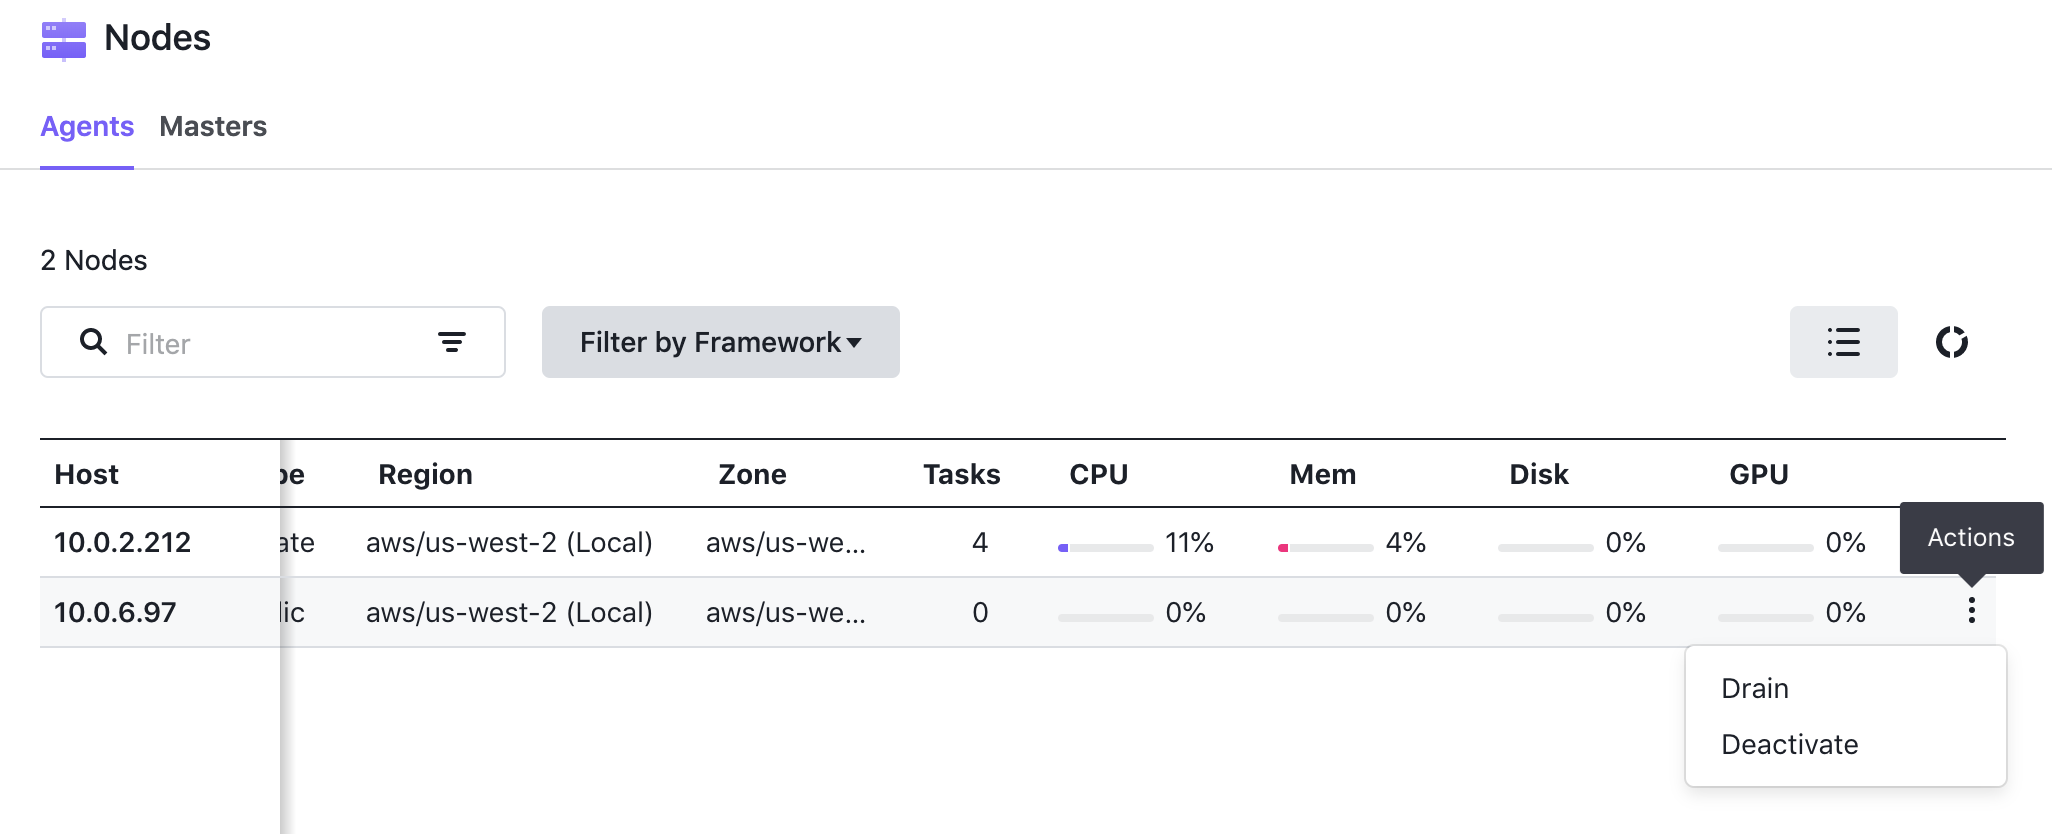 Nodes
Agents Masters
2 Nodes
Filter Filter by Framework
Host pe Region Zone Tasks CPU Mem Disk GPU
10.0.2.212 ate aws/us-west-2 (Local) aws/us-we... 4 11% 4% 0% 0% Actions
10.0.6.97 lic aws/us-west-2 (Local) aws/us-we... 0 0% 0% 0% 0%
Drain
Deactivate